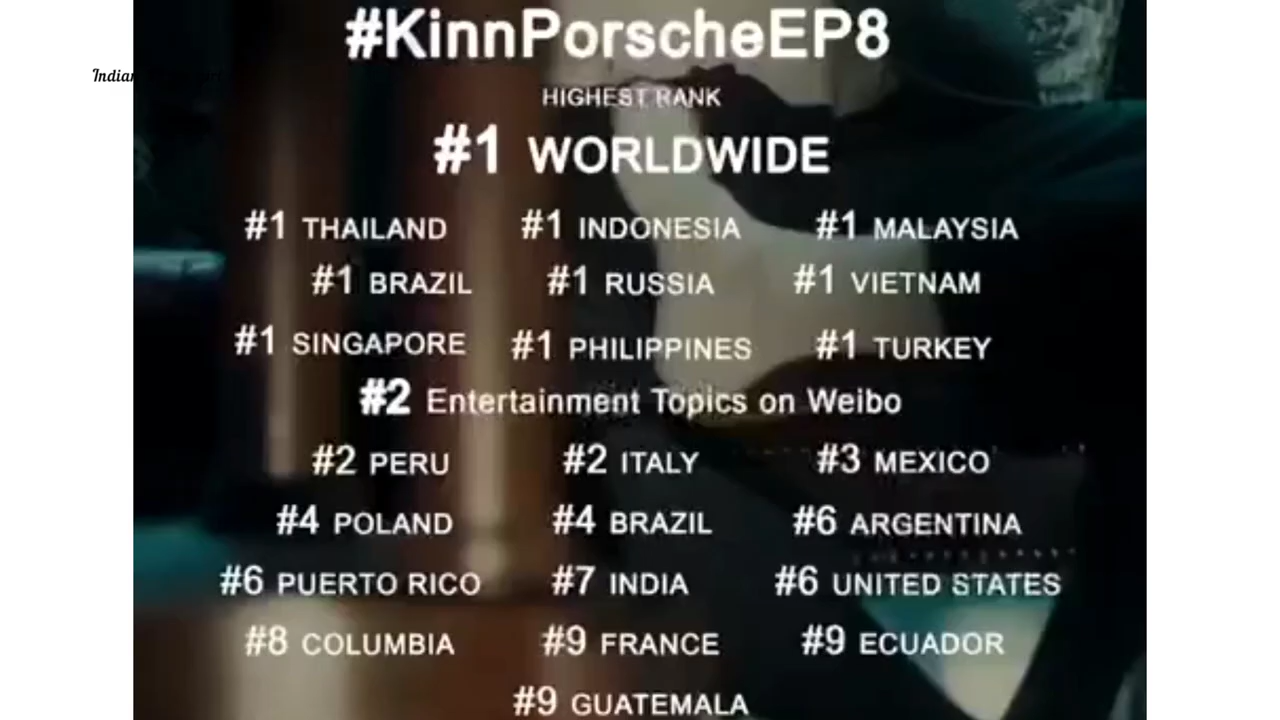 #KinnPorscheEP8
Indian
HIGHEST RANK
#1 WORLDWIDE
#1 THAILAND #1 INDONESIA #1 MALAYSIA
#1 BRAZIL #1 RUSSIA #1 VIETNAM
#1 SINGAPORE #1 PHILIPPINES #1 TURKEY
#2 Entertainment Topics on Weibo
#2 PERU #2 ITALY #3 MEXICO
#4 POLAND #4 BRAZIL #6 ARGENTINA
#6 PUERTO RICO #7 INDIA #6 UNITED STATES
#8 COLUMBIA #9 FRANCE #9 ECUADOR
#9 GUATEMALA